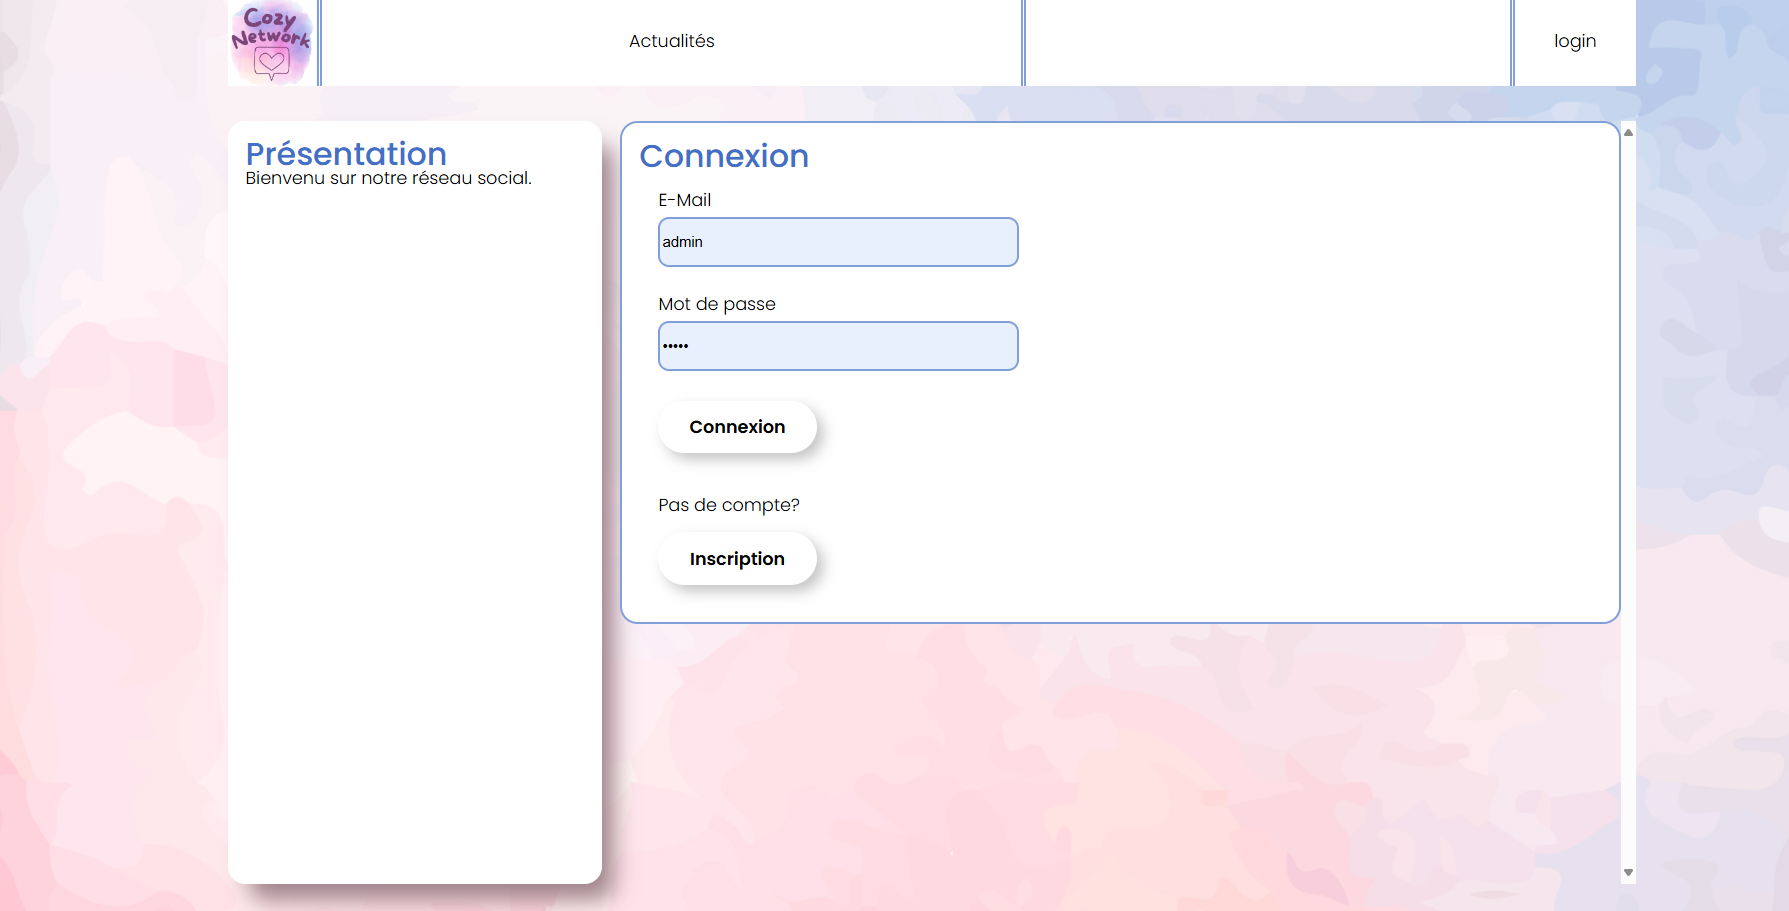 Cozy
Network
Actualités
login
Présentation
Bienvenu sur notre réseau social.
Connexion
E-Mail
admin
Mot de passe
•••••
Connexion
Pas de compte?
Inscription